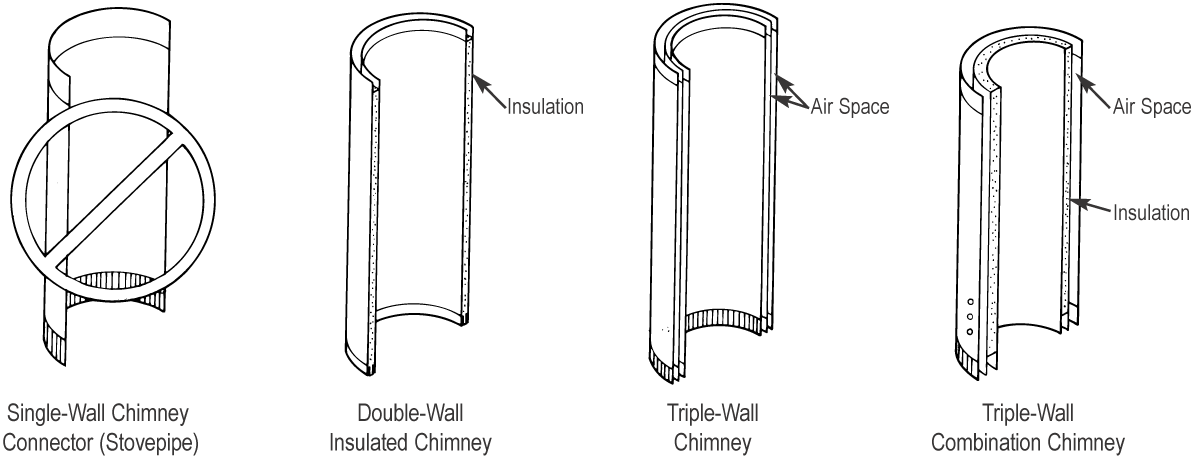 Insulation
Air Space
Air Space
Insulation
Single-Wall Chimney
Connector (Stovepipe)
Double-Wall
Insulated Chimney
Triple-Wall
Chimney
Triple-Wall
Combination Chimney